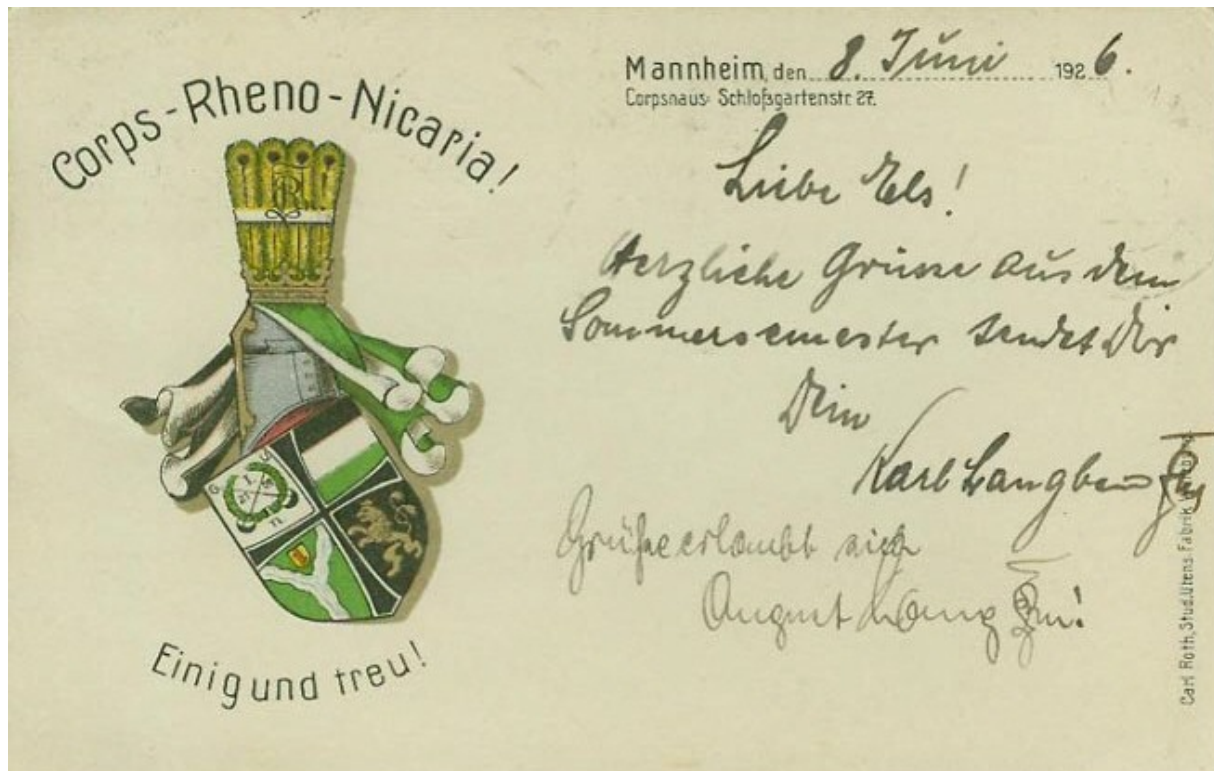 Corps-Rheno-Nicaria!
Mannheim, den 8. Juni 1926.
Corpshaus: Schloßgartenstr. 27.
Liebe Els!
Herzliche Grüsse aus dem
Sommersemester sendet Dir
Dein
Karl Langbein
Grüße erlaubt sich
August Lang
Einig und treu!
Carl Roth, Stud. Utens. Fabrik